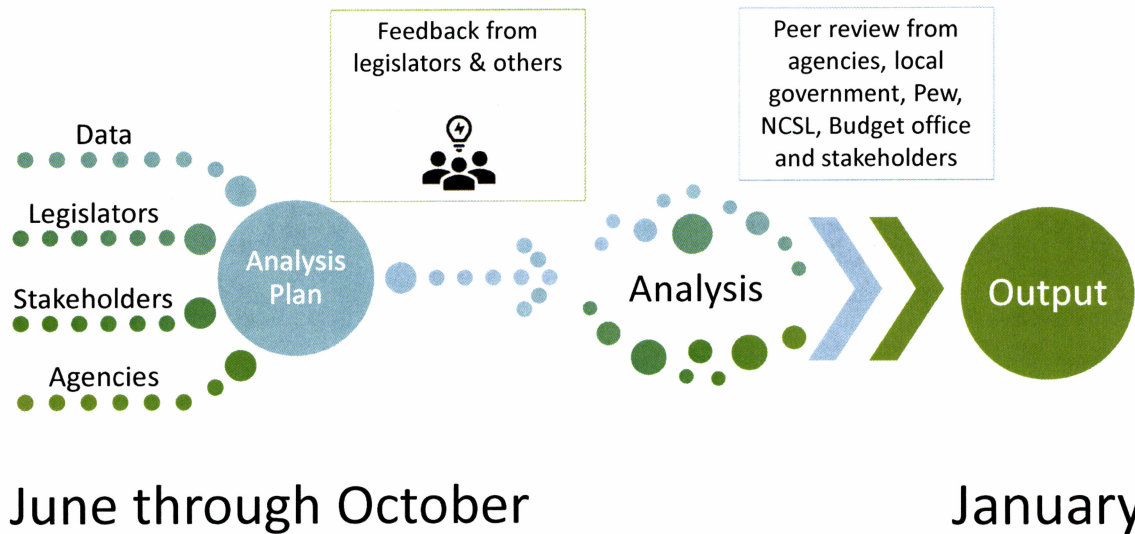 Feedback from
legislators & others
Peer review from
agencies, local
government, Pew,
NCSL, Budget office
and stakeholders
Data
Legislators
Stakeholders
Agencies
Analysis
Plan
Analysis
Output
June through October
January